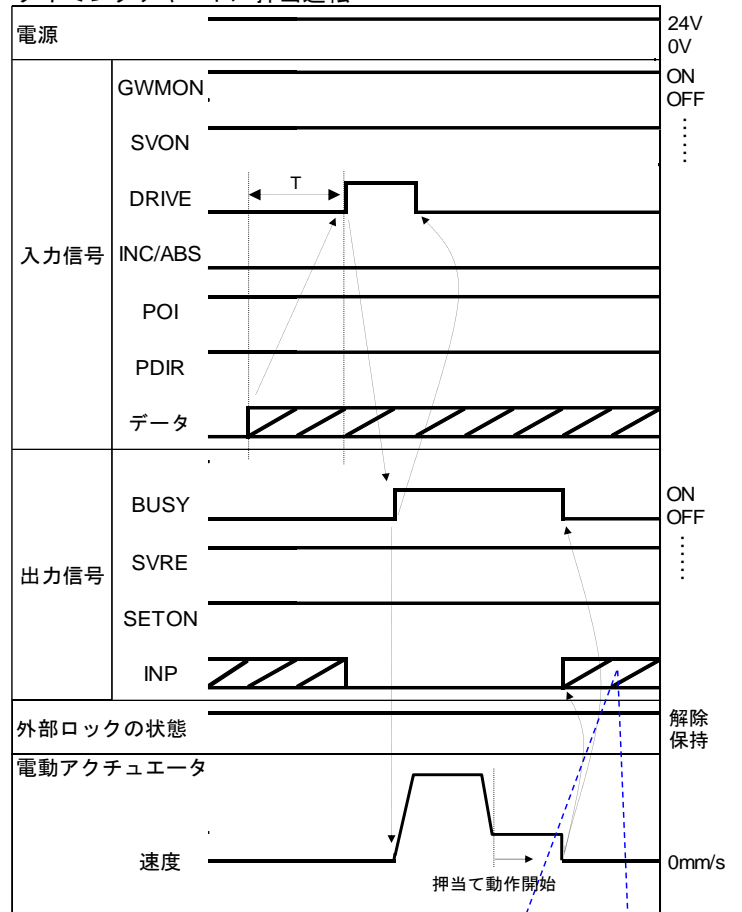 電源
24V
0V
入力信号
GWMON
ON
OFF
SVON
DRIVE
T
INC/ABS
POI
PDIR
データ
出力信号
BUSY
ON
OFF
SVRE
SETON
INP
外部ロックの状態
解除
保持
電動アクチュエータ
速度
0mm/s
押当て動作開始